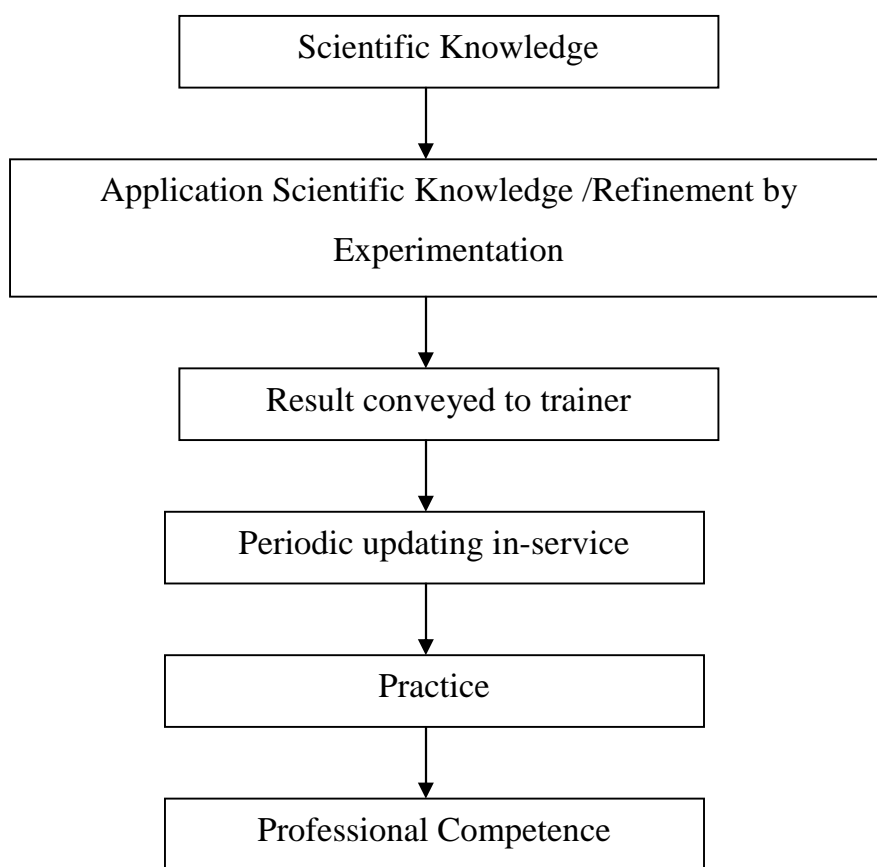 Scientific Knowledge
Application Scientific Knowledge /Refinement by
Experimentation
Result conveyed to trainer
Periodic updating in-service
Practice
Professional Competence